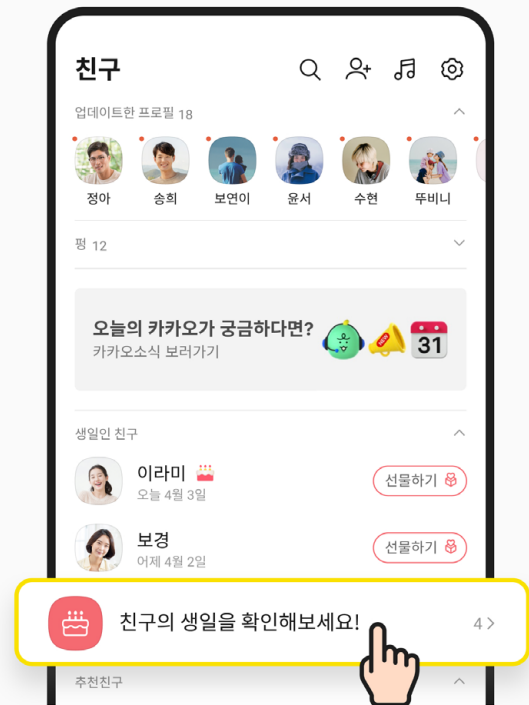 친구
업데이트한 프로필 18
정아 송희 보연이 윤서 수현 뚜비니
펑 12
오늘의 카카오가 궁금하다면?
카카오소식 보러가기
31
생일인 친구
이라미
선물하기
오늘 4월 3일
보경
선물하기
어제 4월 2일
친구의 생일을 확인해보세요! 4
추천친구